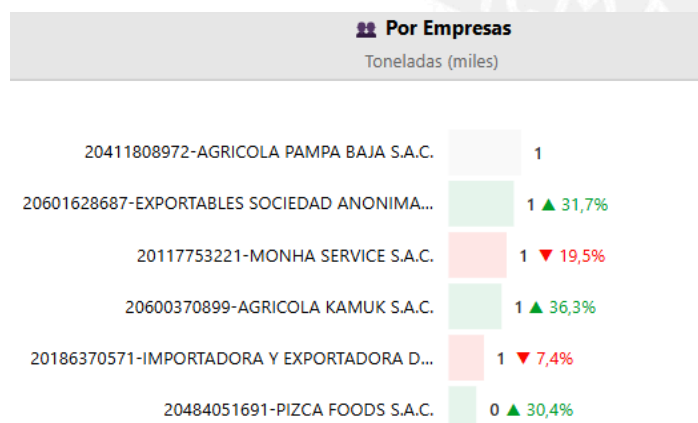 Por Empresas
Toneladas (miles)
20411808972-AGRICOLA PAMPA BAJA S.A.C. 1
20601628687-EXPORTABLES SOCIEDAD ANONIMA... 1 ▲ 31,7%
20117753221-MONHA SERVICE S.A.C. 1 ▼ 19,5%
20600370899-AGRICOLA KAMUK S.A.C. 1 ▲ 36,3%
20186370571-IMPORTADORA Y EXPORTADORA D... 1 ▼ 7,4%
20484051691-PIZCA FOODS S.A.C. 0 ▲ 30,4%